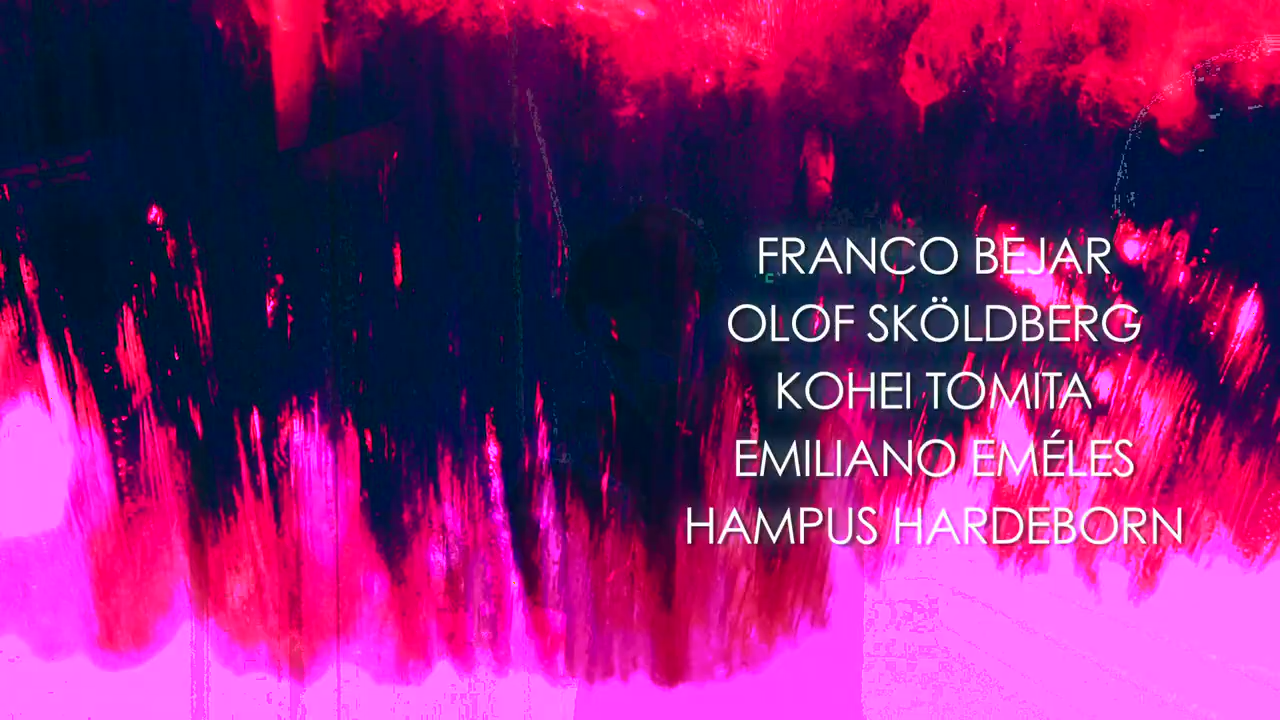 FRANCO BEJAR
OLOF SKÖLDBERG
KOHEI TOMITA
EMILIANO EMÉLES
HAMPUS HARDEBORN